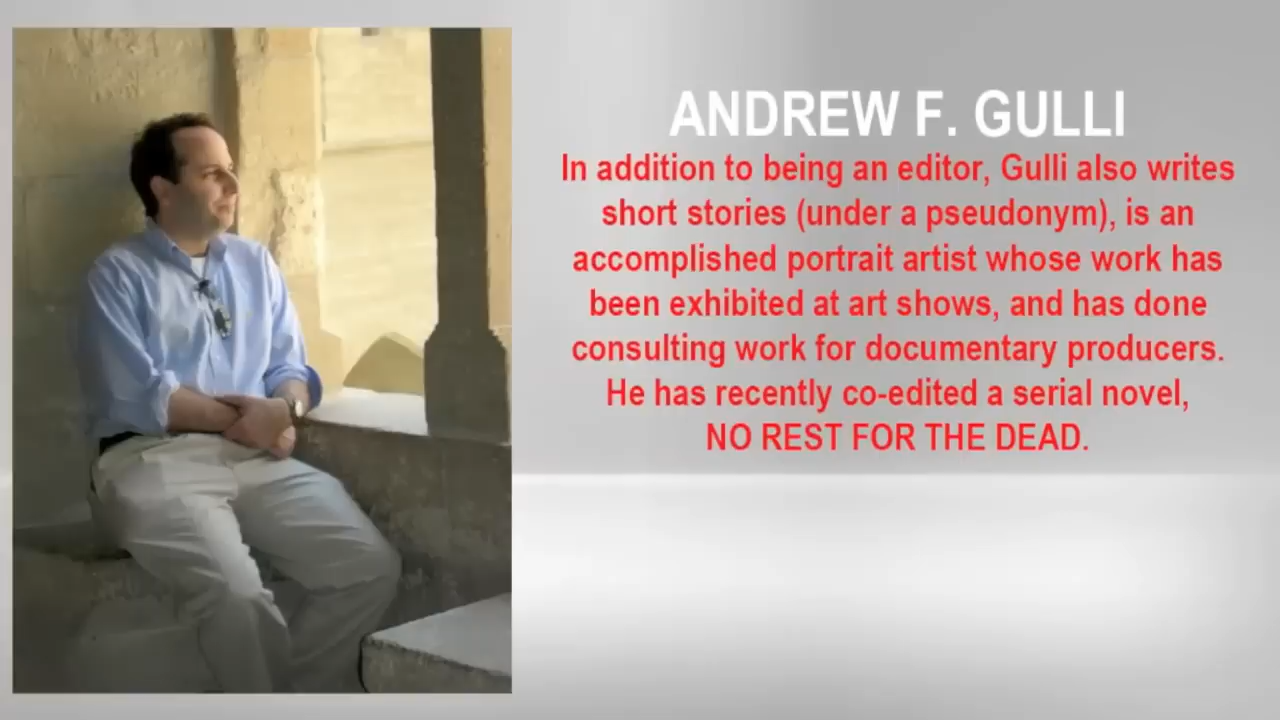 ANDREW F. GULLI
In addition to being an editor, Gulli also writes
short stories (under a pseudonym), is an
accomplished portrait artist whose work has
been exhibited at art shows, and has done
consulting work for documentary producers.
He has recently co-edited a serial novel,
NO REST FOR THE DEAD.